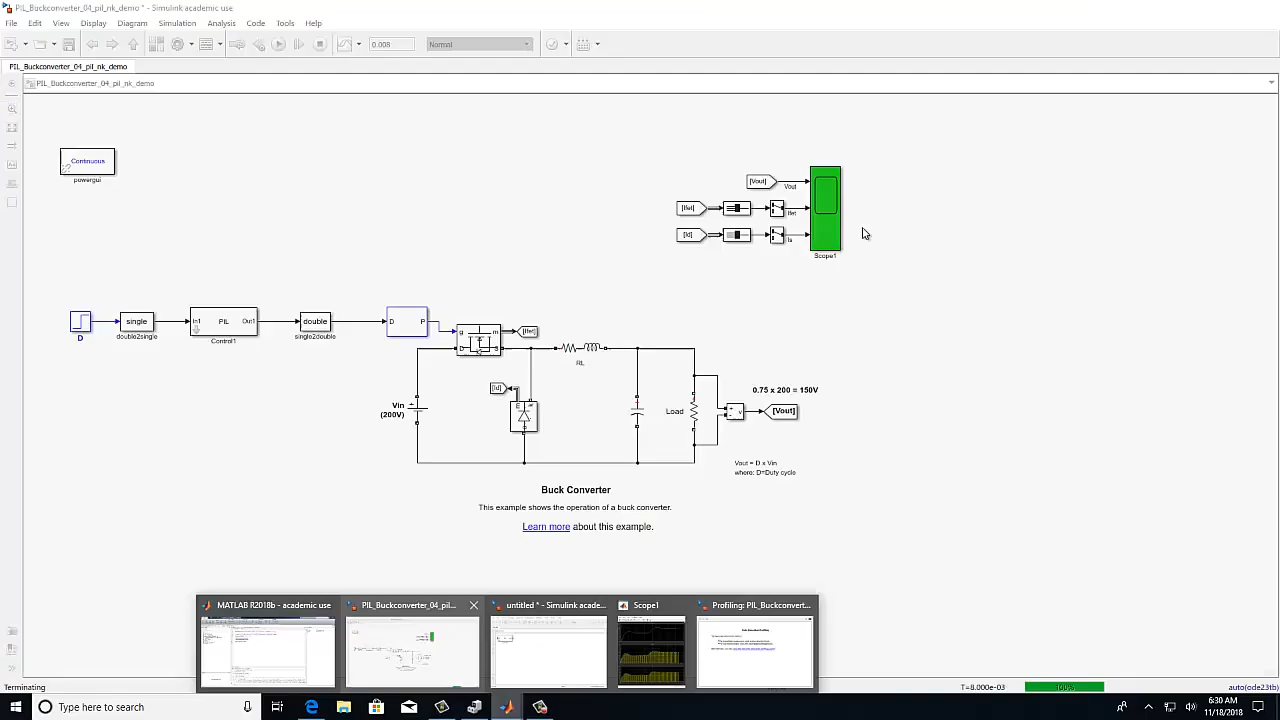 PIL_Buckconverter_04_pil_nk_demo * - Simulink academic use
File Edit View Display Diagram Simulation Analysis Code Tools Help
0.008 Normal
PIL_Buckconverter_04_pil_nk_demo
PIL_Buckconverter_04_pil_nk_demo
Continuous
powergui
[Vout] Vout
[Ifet] Ifet
[Id] Is
Scope1
D
single
double2single
In1 PIL Out1
Control1
double
single2double
D P
g m
D S
[Ifet]
RL
[Id]
Vin
(200V)
Load
0.75 x 200 = 150V
[Vout]
Vout = D x Vin
where: D=Duty cycle
Buck Converter
This example shows the operation of a buck converter.
Learn more about this example.
MATLAB R2018b - academic use
PIL_Buckconverter_04_pil...
untitled * - Simulink acade...
Scope1
Profiling: PIL_Buckconvert...
Terminating T=8.000e-03 100% auto(ode23tb)
Type here to search
6:30 AM
11/18/2018